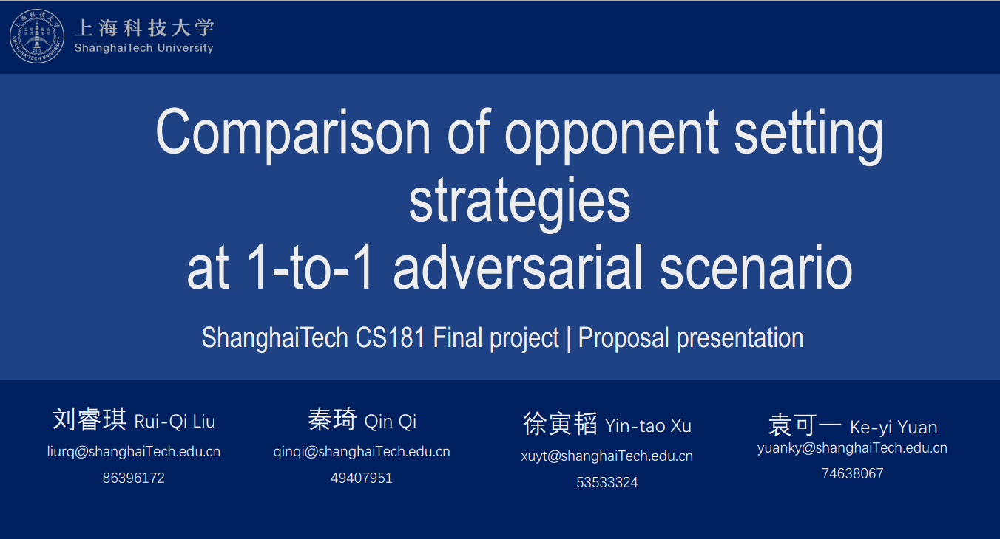 上海科技大学
ShanghaiTech University
Comparison of opponent setting
strategies
at 1-to-1 adversarial scenario
ShanghaiTech CS181 Final project | Proposal presentation
刘睿琪 Rui-Qi Liu
liurq@shanghaiTech.edu.cn
86396172
秦琦 Qin Qi
qinqi@shanghaiTech.edu.cn
49407951
徐寅韬 Yin-tao Xu
xuyt@shanghaiTech.edu.cn
53533324
袁可一 Ke-yi Yuan
yuanky@shanghaiTech.edu.cn
74638067